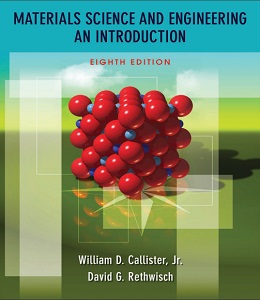 MATERIALS SCIENCE AND ENGINEERING
AN INTRODUCTION
EIGHTH EDITION
William D. Callister, Jr.
David G. Rethwisch